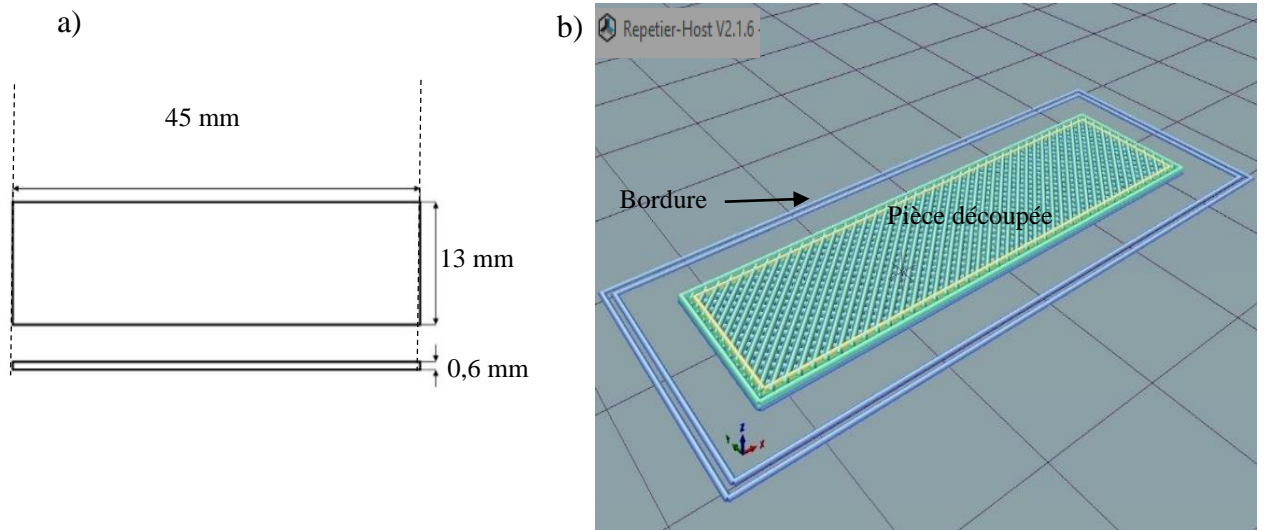 a)
45 mm
13 mm
0,6 mm
b)
Repetier-Host V2.1.6
Bordure
Pièce découpée
Z
Y
X